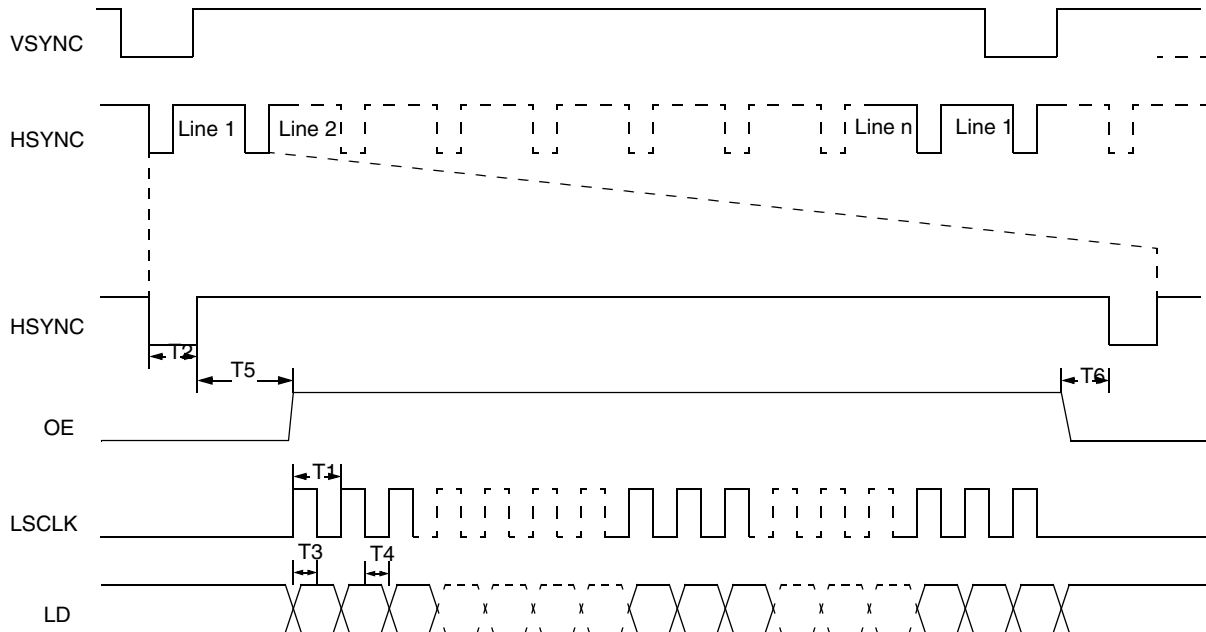 VSYNC
HSYNC
Line 1
Line 2
Line n
Line 1
HSYNC
T2
T5
T6
OE
T1
LSCLK
T3
T4
LD